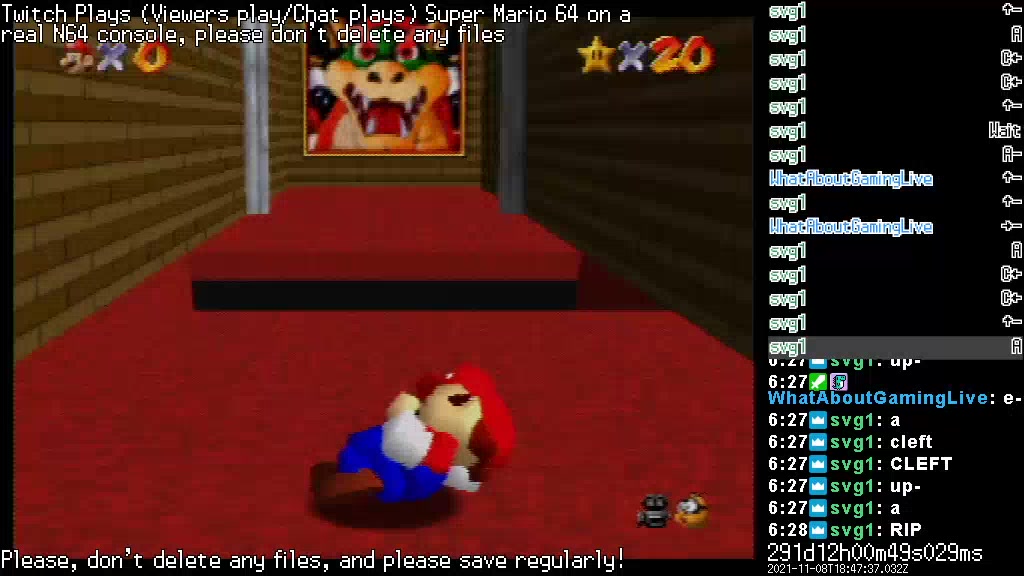 Twitch Plays (Viewers play/Chat plays) Super Mario 64 on a
real N64 console, please don't delete any files
x 0
x 20
svg1 ↑-
svg1 A
svg1 C←
svg1 C←
svg1 ↑-
svg1 Wait
svg1 A-
WhatAboutGamingLive ↑-
svg1 ↑-
WhatAboutGamingLive →-
svg1 A
svg1 C←
svg1 C←
svg1 ↑-
svg1 A
6:27 svg1: up-
6:27
WhatAboutGamingLive: e-
6:27 svg1: a
6:27 svg1: cleft
6:27 svg1: CLEFT
6:27 svg1: up-
6:27 svg1: a
6:28 svg1: RIP
Please, don't delete any files, and please save regularly!
291d12h00m49s029ms
2021-11-08T18:47:37.032Z